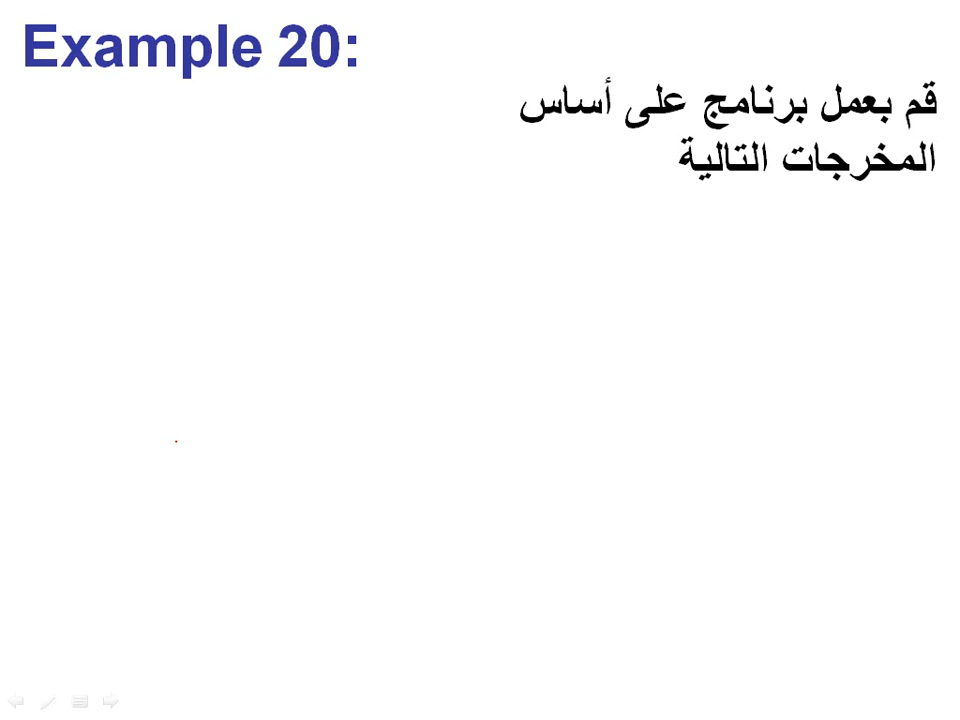 Example 20:
قم بعمل برنامج على أساس
المخرجات التالية